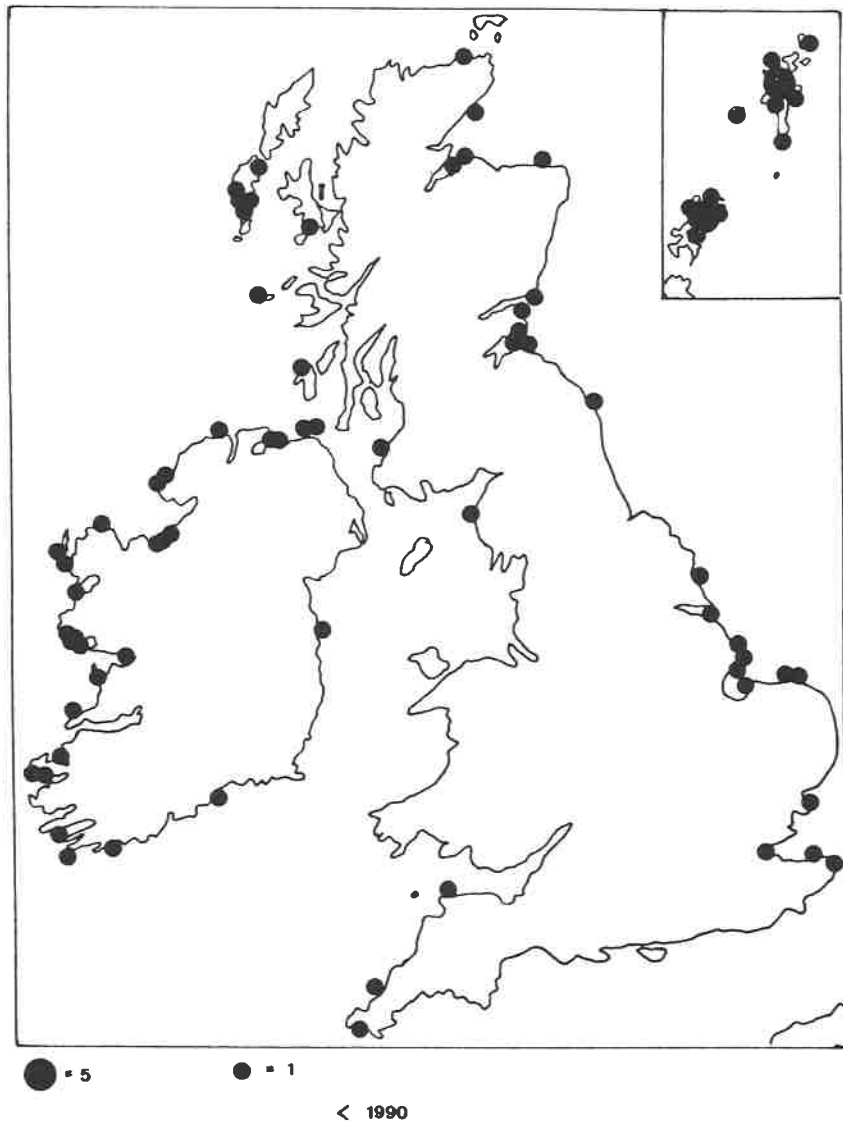 = 5 = 1
< 1990